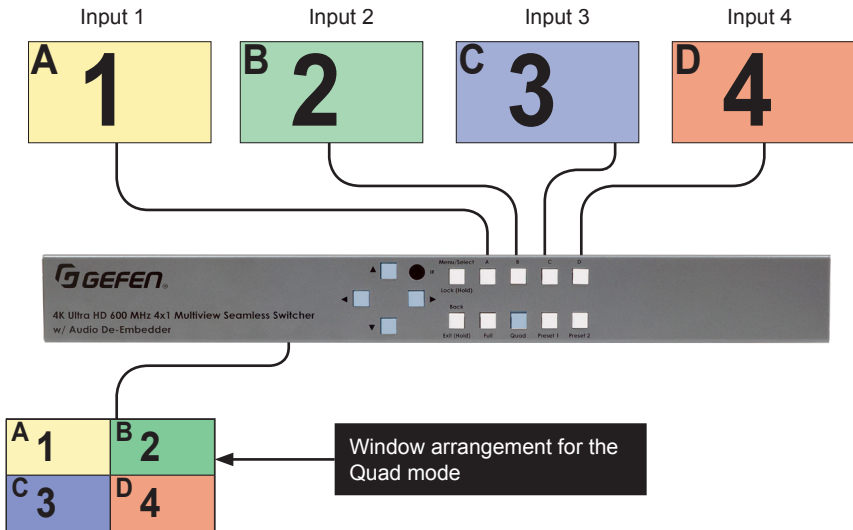 Input 1 Input 2 Input 3 Input 4
A 1 B 2 C 3 D 4
GEFEN
4K Ultra HD 600 MHz 4x1 Multiview Seamless Switcher
w/ Audio De-Embedder
IR
Menu/Select A B C D
Lock (Hold)
Back
Exit (Hold) Full Quad Preset 1 Preset 2
A 1 B 2
C 3 D 4
Window arrangement for the
Quad mode